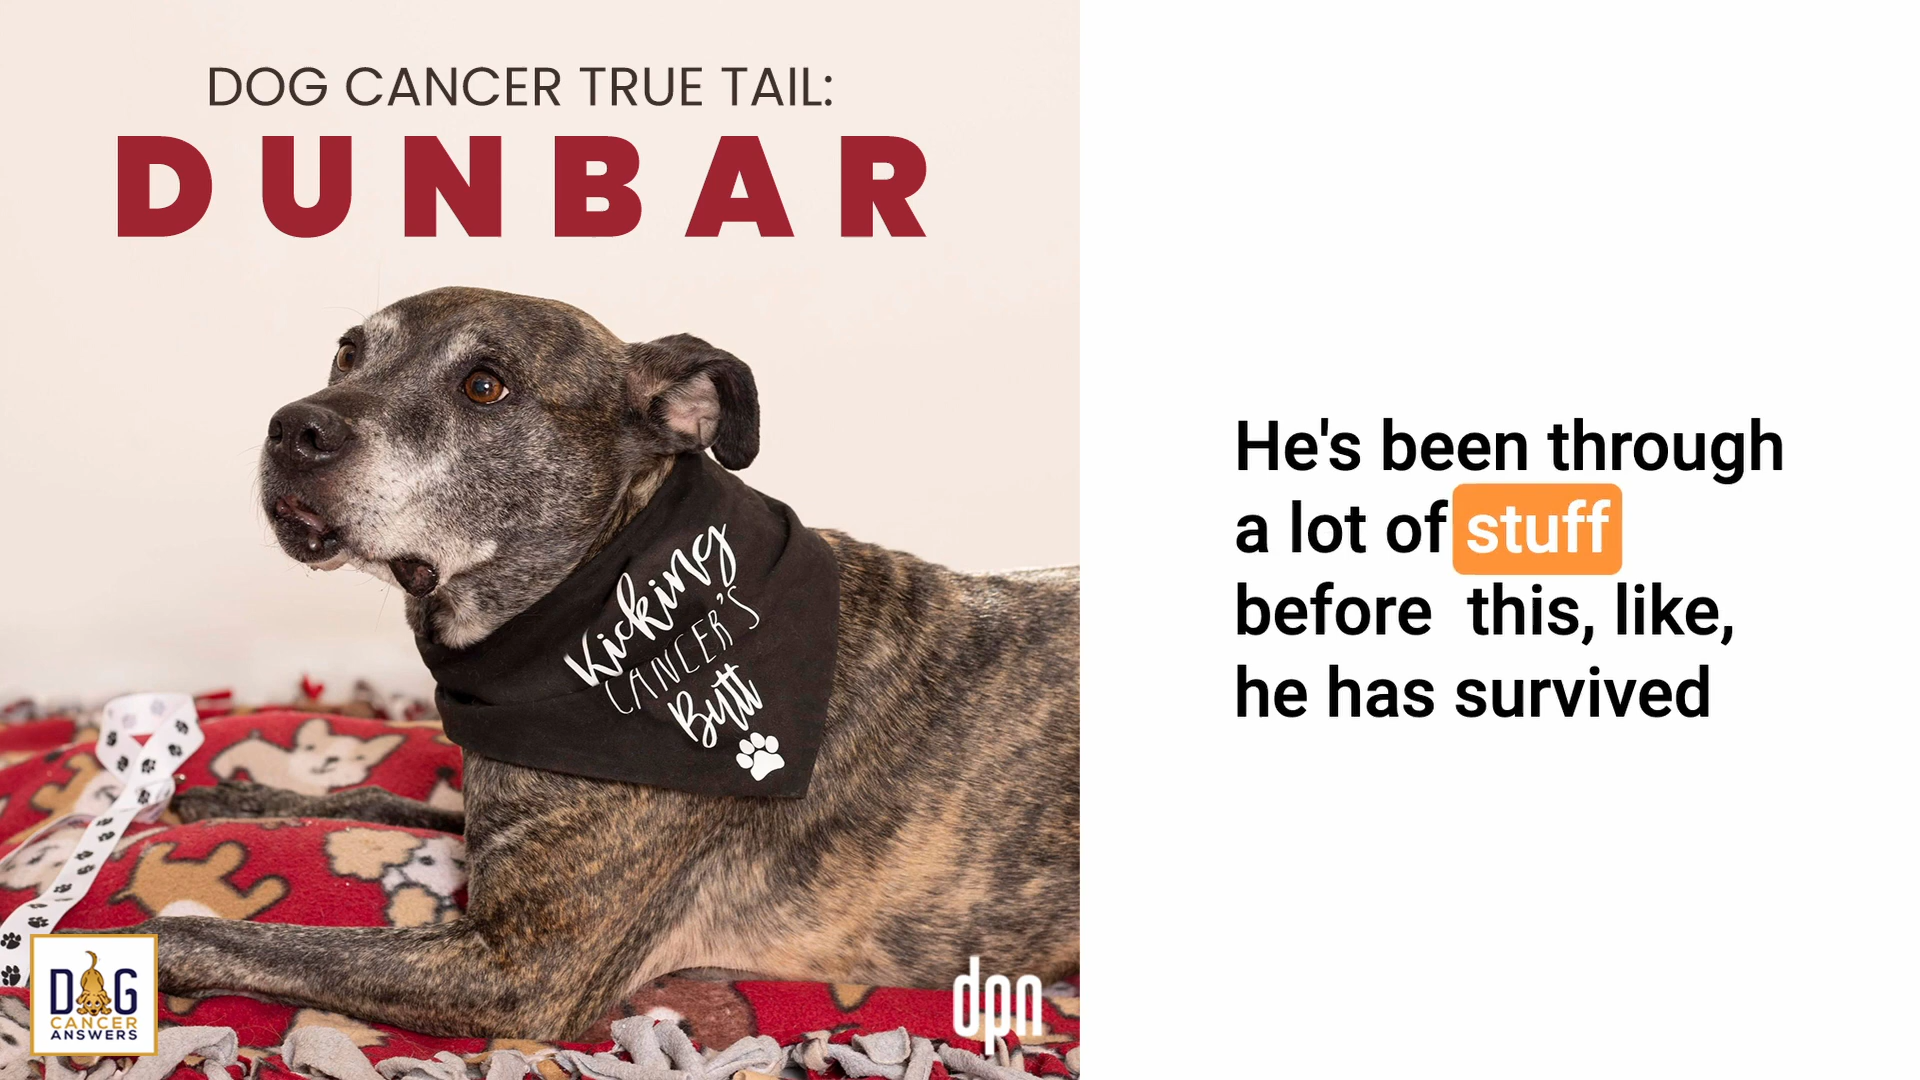 DOG CANCER TRUE TAIL:
DUNBAR
Kicking
CANCER'S
Butt
DOG
CANCER
ANSWERS
dpn
He's been through
a lot of stuff
before this, like,
he has survived